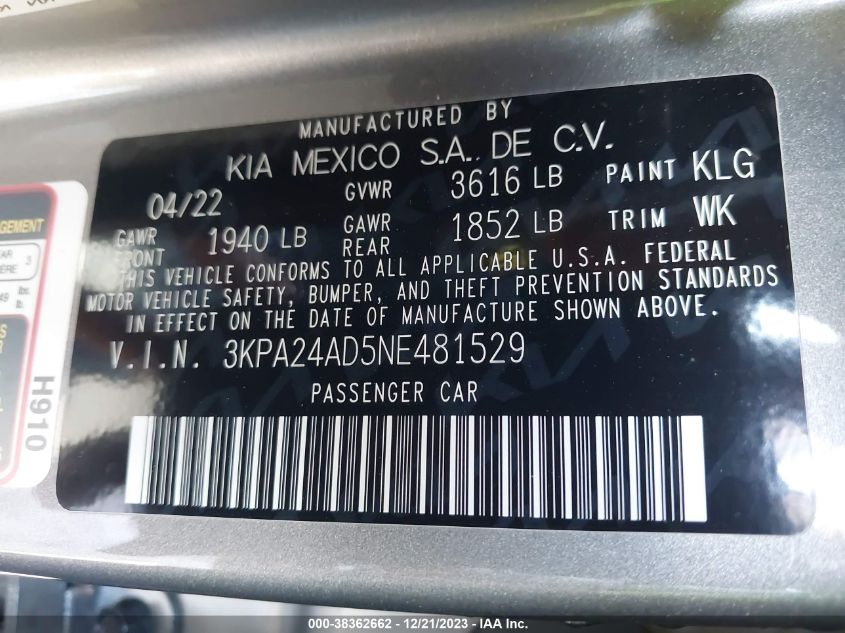 MANUFACTURED BY
KIA MEXICO S.A. DE C.V.
04/22 GVWR 3616 LB PAINT KLG
GAWR FRONT 1940 LB GAWR REAR 1852 LB TRIM WK
THIS VEHICLE CONFORMS TO ALL APPLICABLE U.S.A. FEDERAL
MOTOR VEHICLE SAFETY, BUMPER, AND THEFT PREVENTION STANDARDS
IN EFFECT ON THE DATE OF MANUFACTURE SHOWN ABOVE.
V.I.N. 3KPA24AD5NE481529
PASSENGER CAR
H910
000-38362662 - 12/21/2023 - IAA Inc.